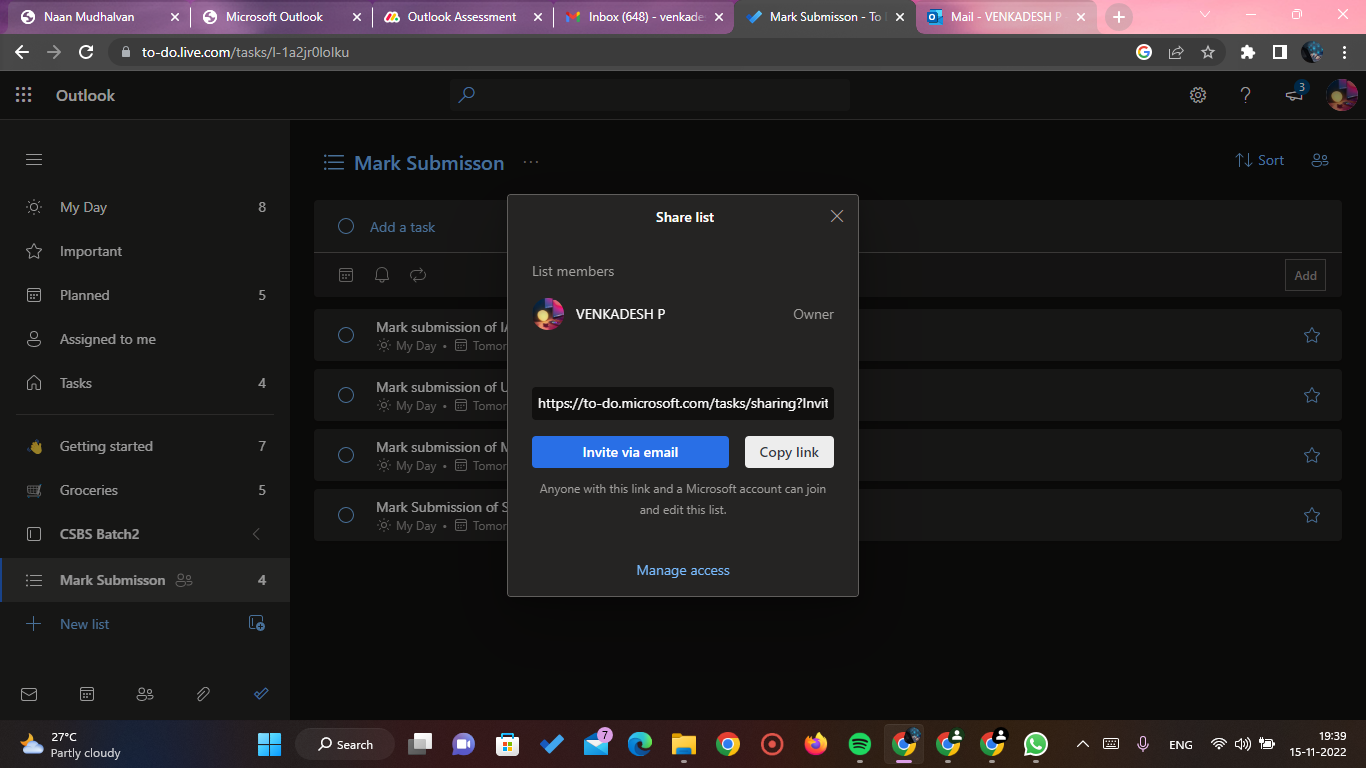 Naan Mudhalvan
Microsoft Outlook
Outlook Assessment
Inbox (648) - venkade
Mark Submisson - To
Mail - VENKADESH P
to-do.live.com/tasks/l-1a2jr0lolku
Outlook
3
My Day 8
Important
Planned 5
Assigned to me
Tasks 4
Getting started 7
Groceries 5
CSBS Batch2
Mark Submisson 4
New list
Mark Submisson ...
Sort
Add a task
Add
Mark submission of
My Day • Tomor
Mark submission of U
My Day • Tomor
Mark submission of M
My Day • Tomor
Mark Submission of S
My Day • Tomor
Share list
List members
VENKADESH P Owner
https://to-do.microsoft.com/tasks/sharing?Invit
Invite via email
Copy link
Anyone with this link and a Microsoft account can join
and edit this list.
Manage access
27°C
Partly cloudy
Search
7
ENG
19:39
15-11-2022